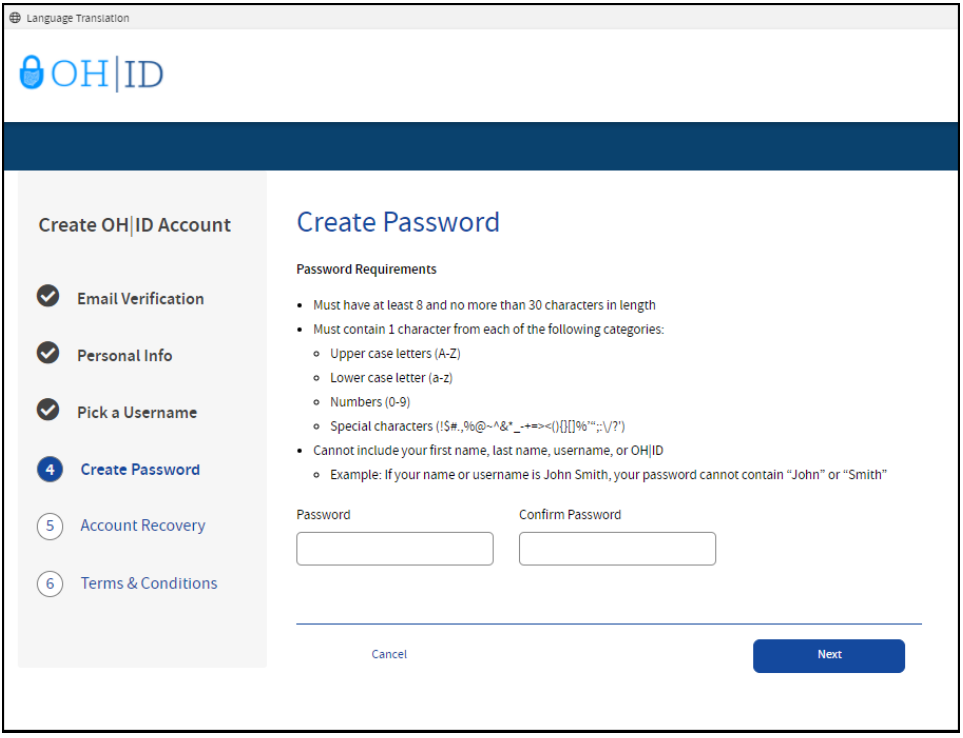 Language Translation
OH|ID
Create OH|ID Account
Email Verification
Personal Info
Pick a Username
4 Create Password
5 Account Recovery
6 Terms & Conditions
Create Password
Password Requirements
• Must have at least 8 and no more than 30 characters in length
• Must contain 1 character from each of the following categories:
Upper case letters (A-Z)
Lower case letter (a-z)
Numbers (0-9)
Special characters (!$#.,%@~^&*_-+=><(){}[]%'“;:\/?')
• Cannot include your first name, last name, username, or OH|ID
Example: If your name or username is John Smith, your password cannot contain “John” or “Smith”
Password Confirm Password
Cancel Next